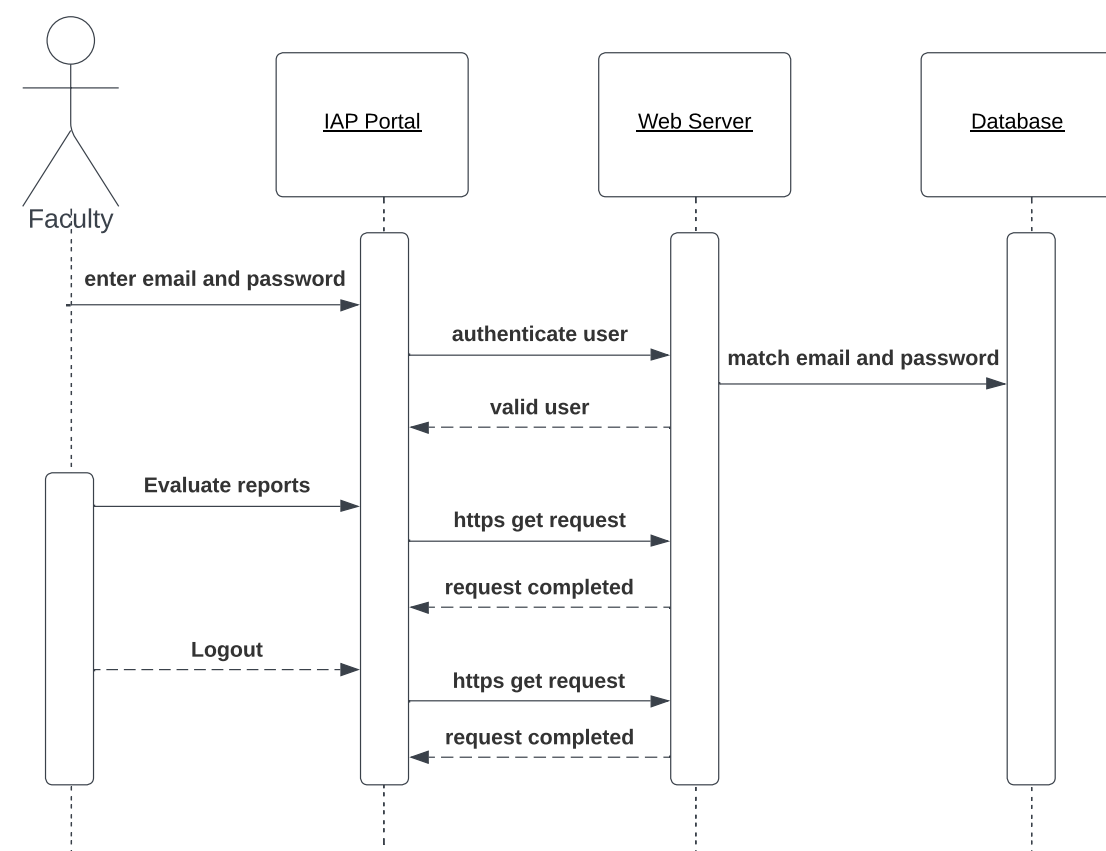 IAP Portal
Web Server
Database
Faculty
enter email and password
authenticate user
match email and password
valid user
Evaluate reports
https get request
request completed
Logout
https get request
request completed